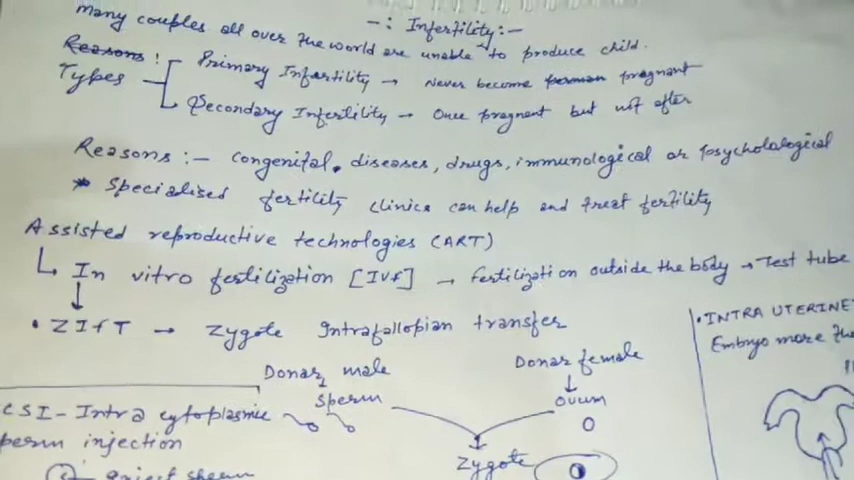 -: Infertility:-
Many couples all over the world are unable to produce child.
Reasons:
Types
Primary Infertility → Never become pregnant
Secondary Infertility → Once pregnant but not after
Reasons :- Congenital, diseases, drugs, immunological or psycholalogical
* Specialised fertility clinics can help and treat fertility
Assisted reproductive technologies (ART)
In vitro fertilization [IVF] → Fertilization outside the body → Test tube
• ZIFT → Zygote Intrafallopian transfer
Donar male
sperm
Donar female
ovum
Zygote
CSI - Intra cytoplasmic
perm injection
• INTRA UTERINE
Embryo more